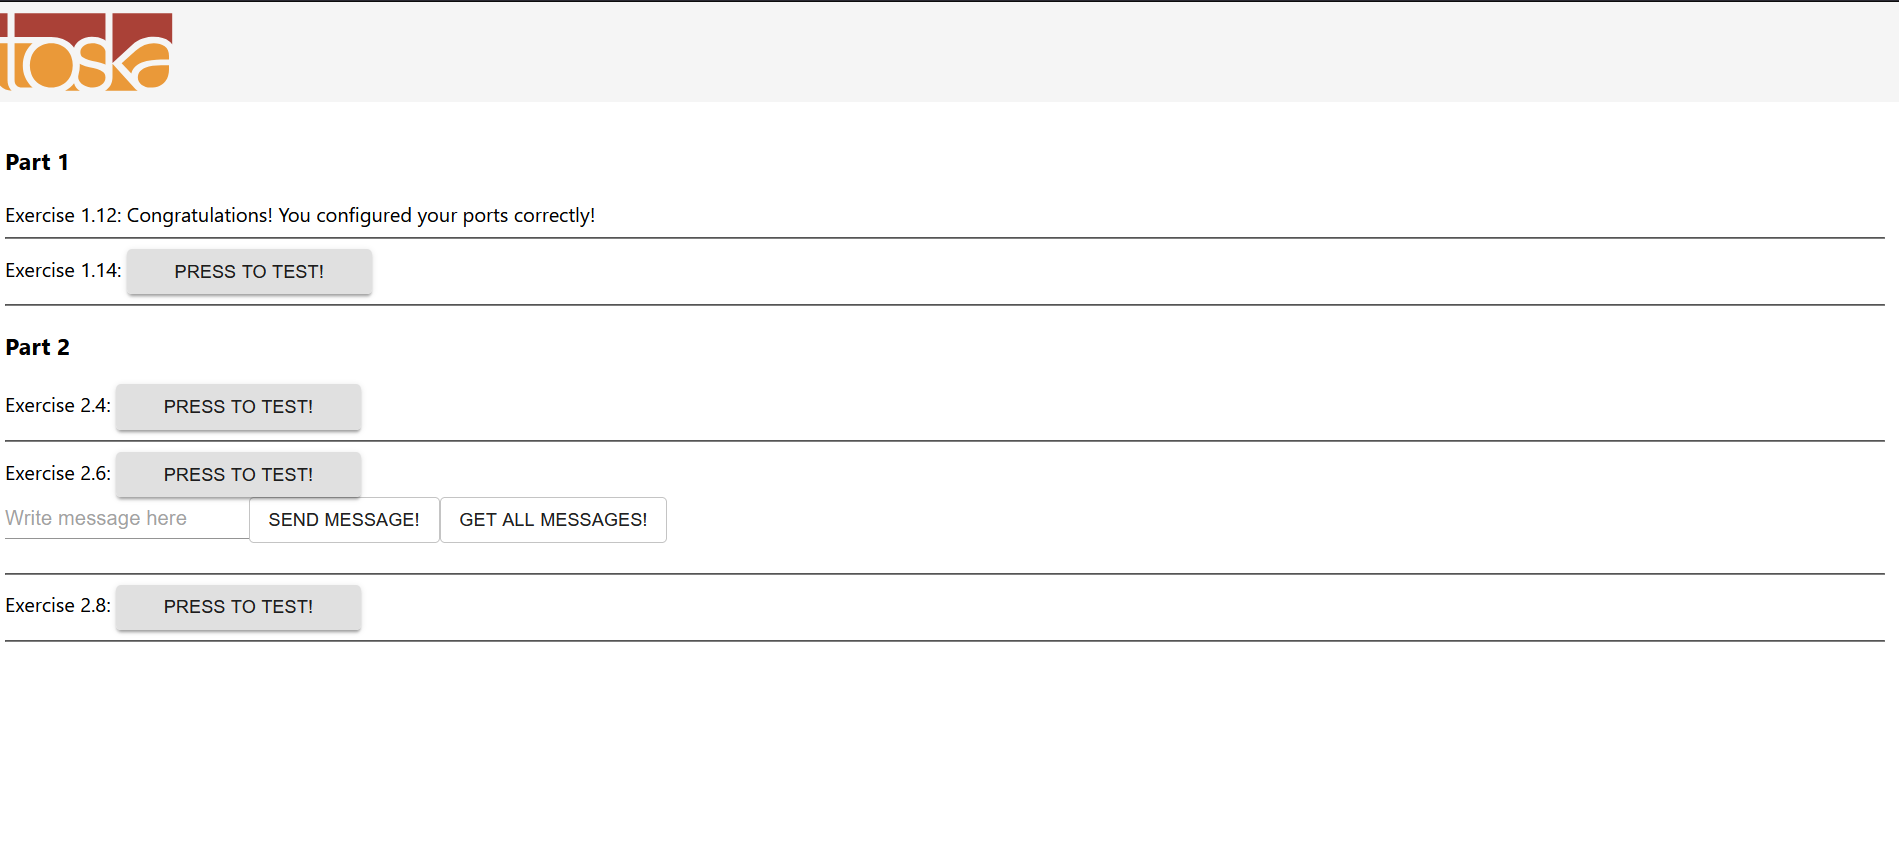 toska
Part 1
Exercise 1.12: Congratulations! You configured your ports correctly!
Exercise 1.14: PRESS TO TEST!
Part 2
Exercise 2.4: PRESS TO TEST!
Exercise 2.6: PRESS TO TEST!
Write message here SEND MESSAGE! GET ALL MESSAGES!
Exercise 2.8: PRESS TO TEST!